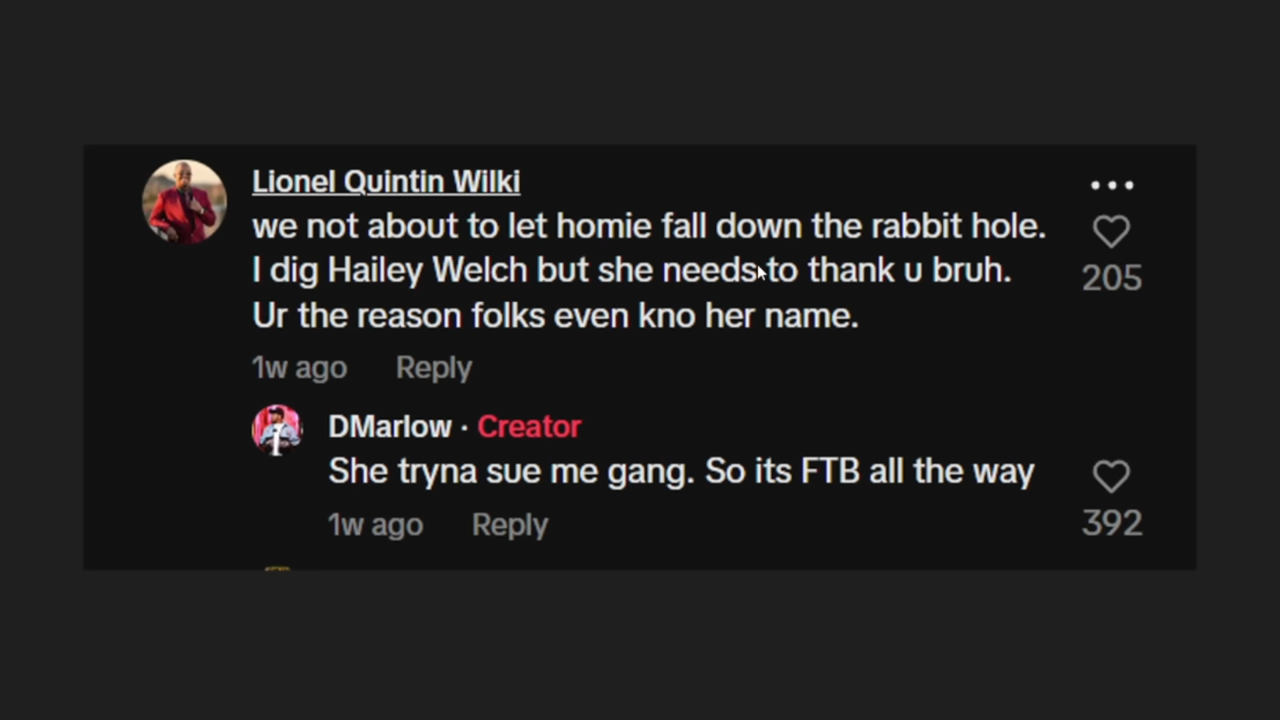 Lionel Quintin Wilki
we not about to let homie fall down the rabbit hole.
I dig Hailey Welch but she needs to thank u bruh.
205
Ur the reason folks even kno her name.
1w ago Reply
DMarlow · Creator
She tryna sue me gang. So its FTB all the way
1w ago Reply
392